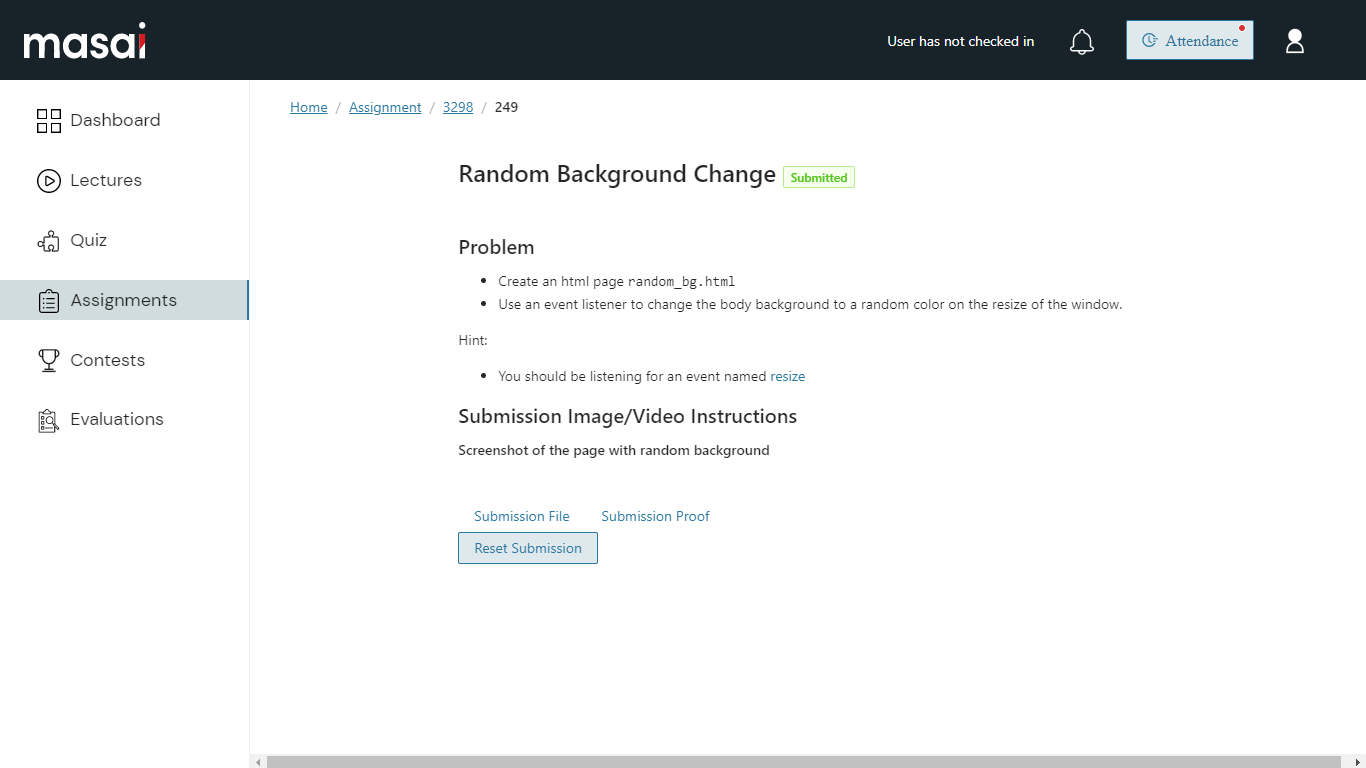 masai
User has not checked in
Attendance
Dashboard
Lectures
Quiz
Assignments
Contests
Evaluations
Home / Assignment / 3298 / 249
Random Background Change Submitted
Problem
Create an html page random_bg.html
Use an event listener to change the body background to a random color on the resize of the window.
Hint:
You should be listening for an event named resize
Submission Image/Video Instructions
Screenshot of the page with random background
Submission File Submission Proof
Reset Submission